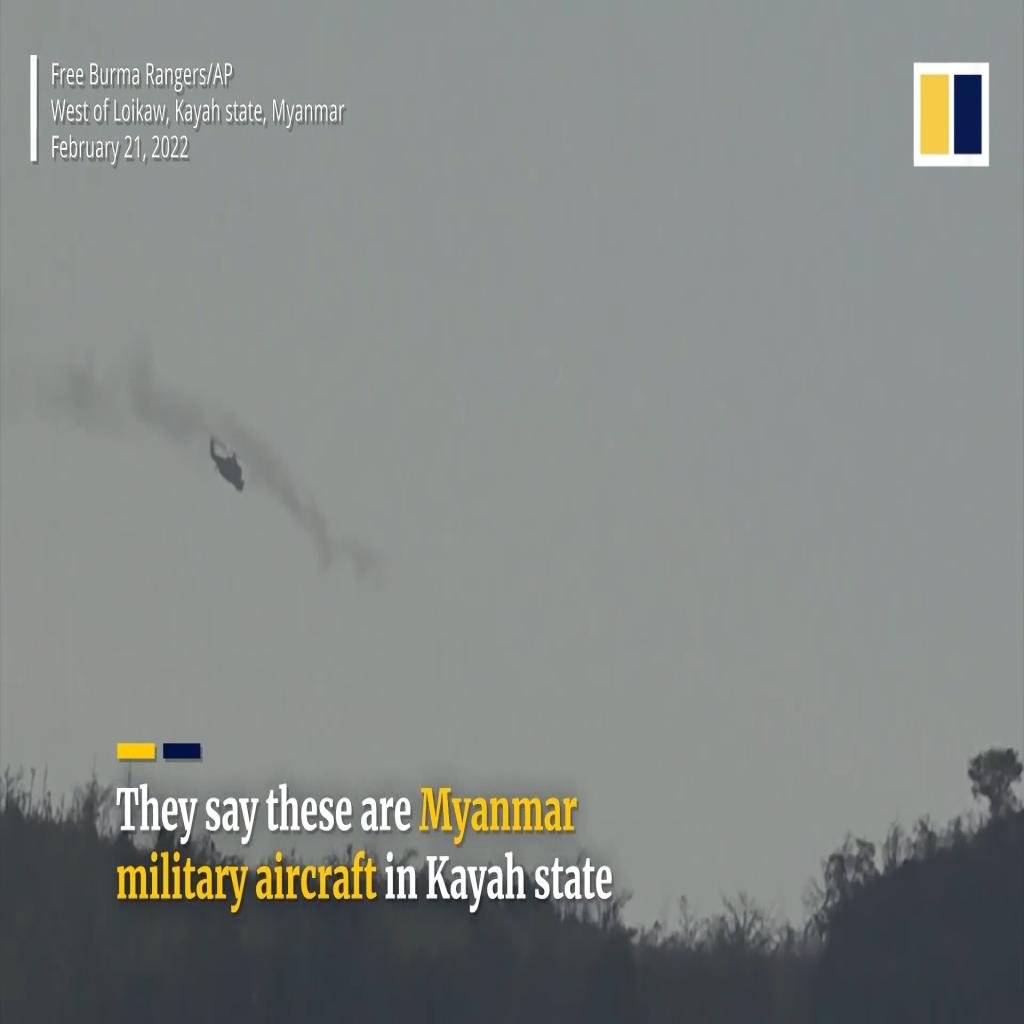 Free Burma Rangers/AP
West of Loikaw, Kayah state, Myanmar
February 21, 2022
They say these are Myanmar
military aircraft in Kayah state